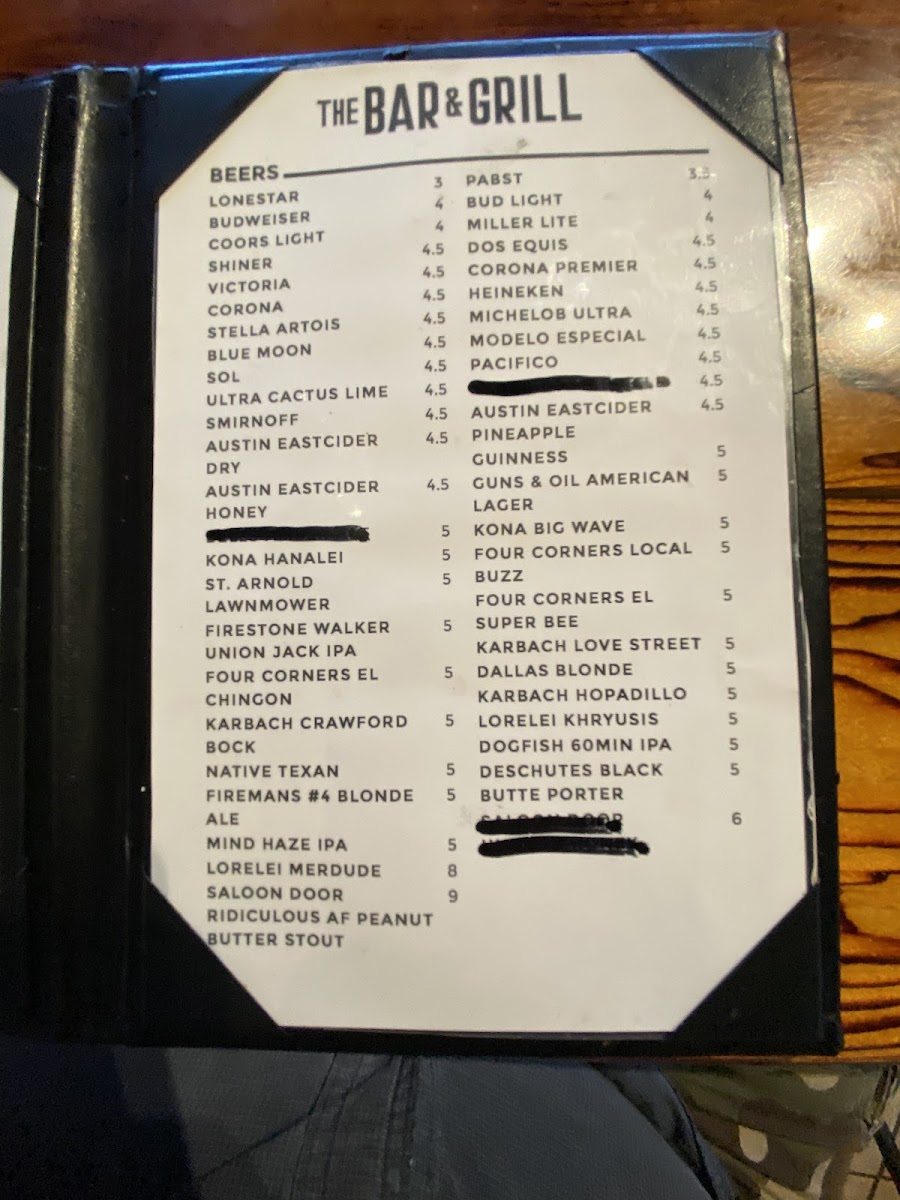 THE BAR & GRILL
BEERS
LONESTAR 3
BUDWEISER 4
COORS LIGHT 4
SHINER 4.5
VICTORIA 4.5
CORONA 4.5
STELLA ARTOIS 4.5
BLUE MOON 4.5
SOL 4.5
ULTRA CACTUS LIME 4.5
SMIRNOFF 4.5
AUSTIN EASTCIDER 4.5
DRY
AUSTIN EASTCIDER 4.5
HONEY
5
KONA HANALEI 5
ST. ARNOLD 5
LAWNMOWER
FIRESTONE WALKER 5
UNION JACK IPA
FOUR CORNERS EL 5
CHINGON
KARBACH CRAWFORD 5
BOCK
NATIVE TEXAN 5
FIREMANS #4 BLONDE 5
ALE
MIND HAZE IPA 5
LORELEI MERDUDE 8
SALOON DOOR 9
RIDICULOUS AF PEANUT
BUTTER STOUT
PABST 3.5
BUD LIGHT 4
MILLER LITE 4
DOS EQUIS 4.5
CORONA PREMIER 4.5
HEINEKEN 4.5
MICHELOB ULTRA 4.5
MODELO ESPECIAL 4.5
PACIFICO 4.5
4.5
AUSTIN EASTCIDER 4.5
PINEAPPLE
GUINNESS 5
GUNS & OIL AMERICAN 5
LAGER
KONA BIG WAVE 5
FOUR CORNERS LOCAL 5
BUZZ
FOUR CORNERS EL 5
SUPER BEE
KARBACH LOVE STREET 5
DALLAS BLONDE 5
KARBACH HOPADILLO 5
LORELEI KHRYUSIS 5
DOGFISH 60MIN IPA 5
DESCHUTES BLACK 5
BUTTE PORTER
6